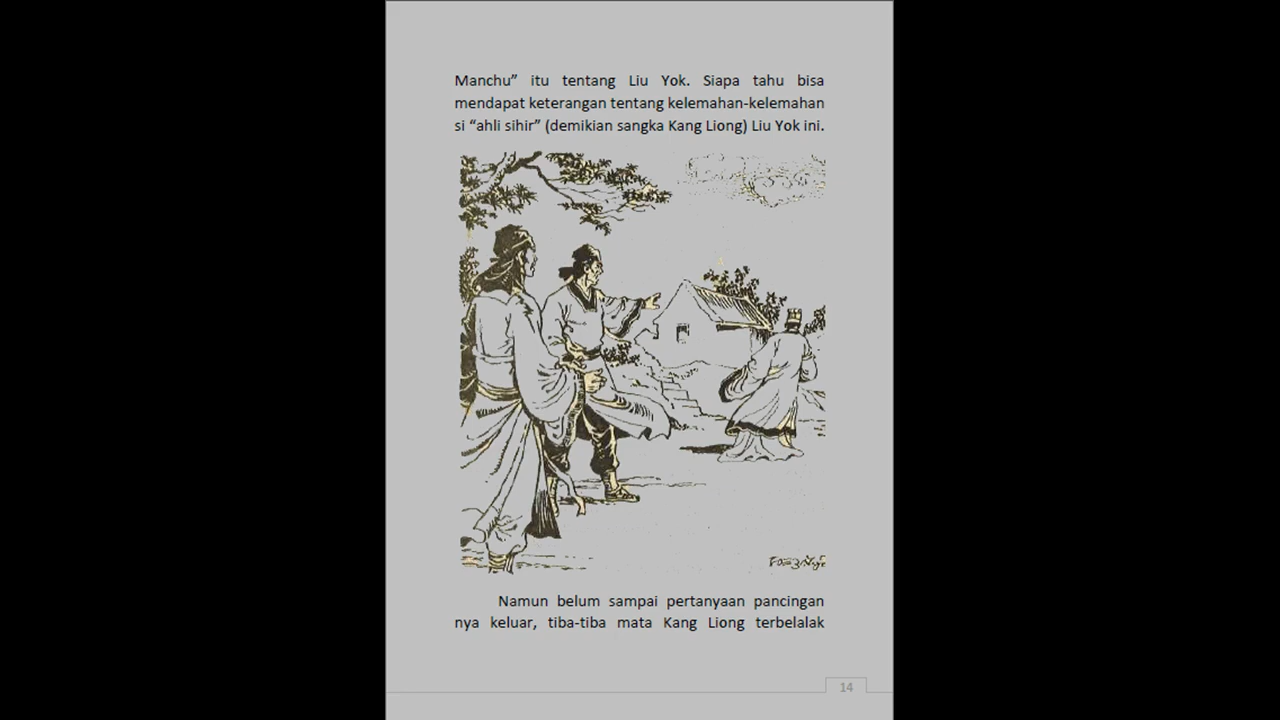 Manchu” itu tentang Liu Yok. Siapa tahu bisa
mendapat keterangan tentang kelemahan-kelemahan
si “ahli sihir” (demikian sangka Kang Liong) Liu Yok ini.
Namun belum sampai pertanyaan pancingan
nya keluar, tiba-tiba mata Kang Liong terbelalak
14